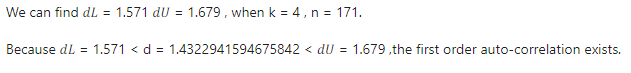 We can find dL = 1.571 dU = 1.679 , when k = 4 , n = 171.
Because dL = 1.571 < d = 1.4322941594675842 < dU = 1.679 ,the first order auto-correlation exists.